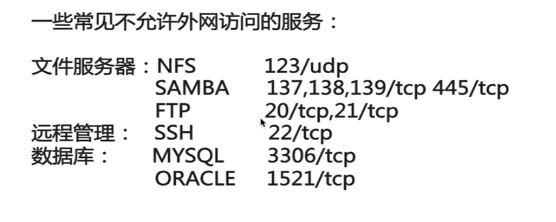 一些常见不允许外网访问的服务：
文件服务器：NFS 123/udp
SAMBA 137,138,139/tcp 445/tcp
FTP 20/tcp,21/tcp
远程管理： SSH 22/tcp
数据库： MYSQL 3306/tcp
ORACLE 1521/tcp